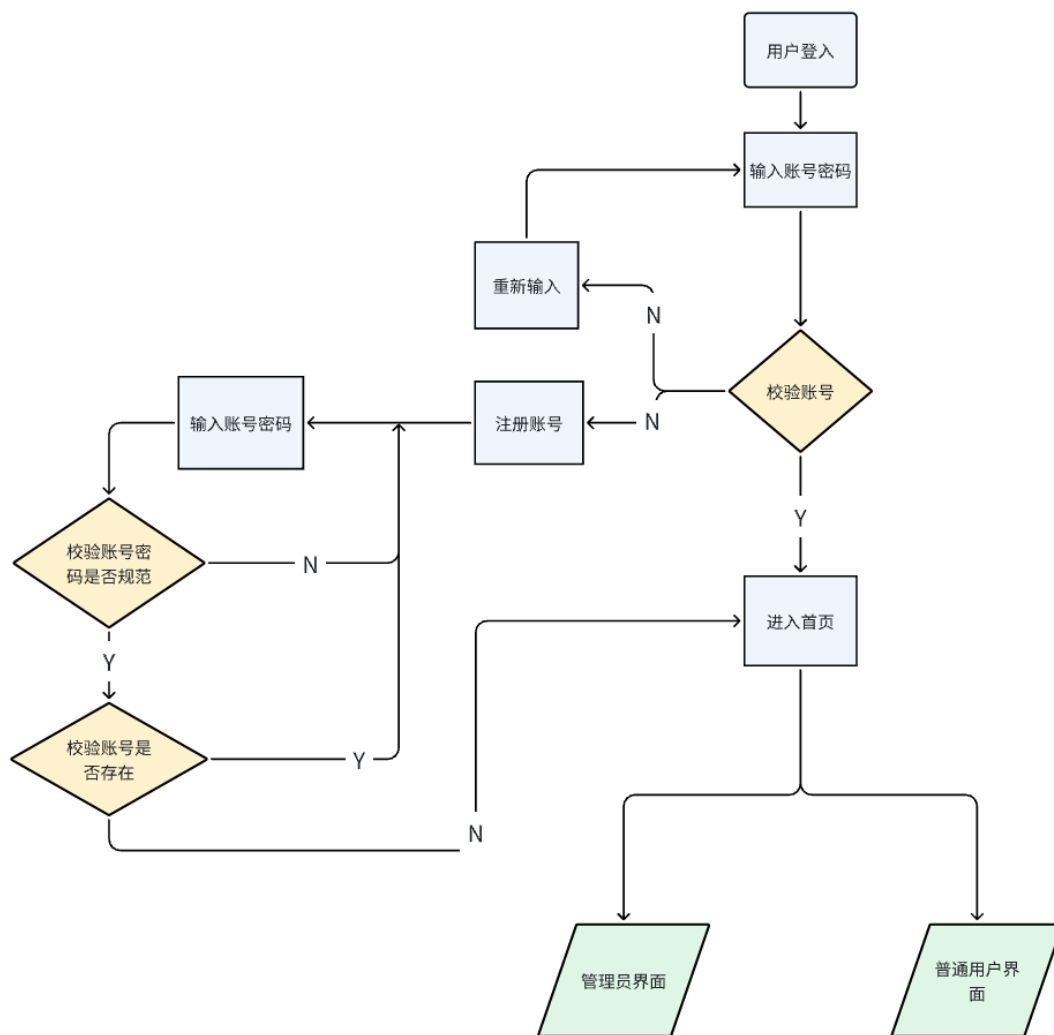 用户登入
输入账号密码
重新输入
N
校验账号
N
注册账号
输入账号密码
Y
校验账号密
码是否规范
N
进入首页
Y
校验账号是
否存在
Y
N
管理员界面
普通用户界
面